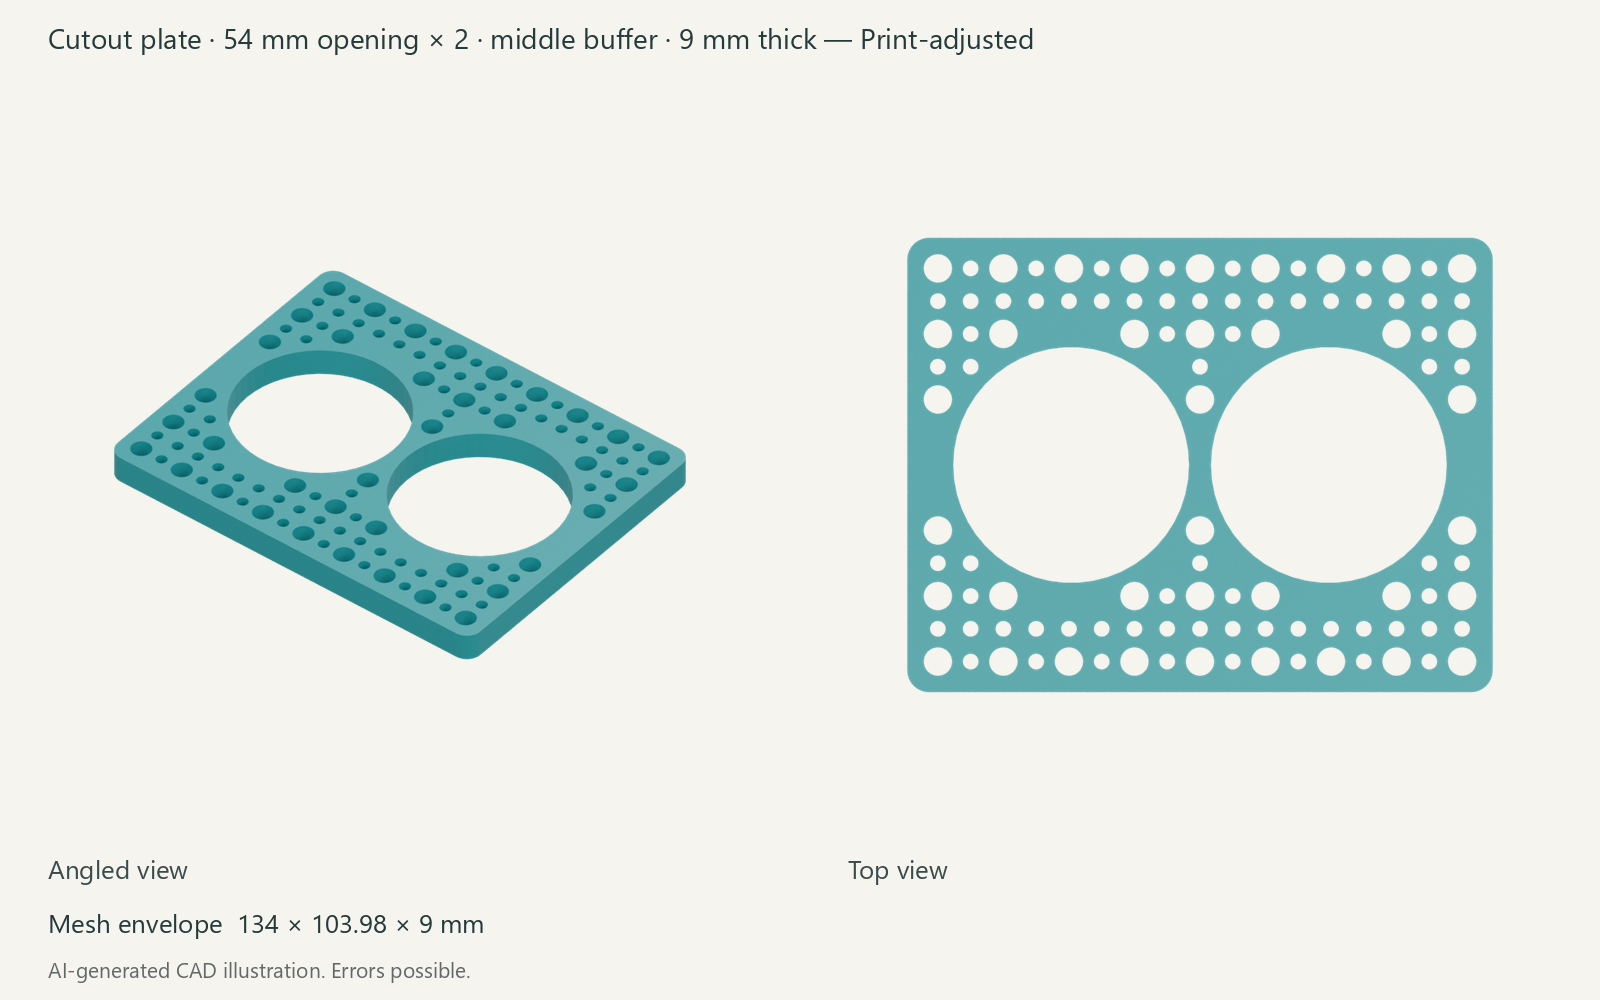 Cutout plate · 54 mm opening × 2 · middle buffer · 9 mm thick — Print-adjusted
Angled view
Top view
Mesh envelope 134 × 103.98 × 9 mm
AI-generated CAD illustration. Errors possible.